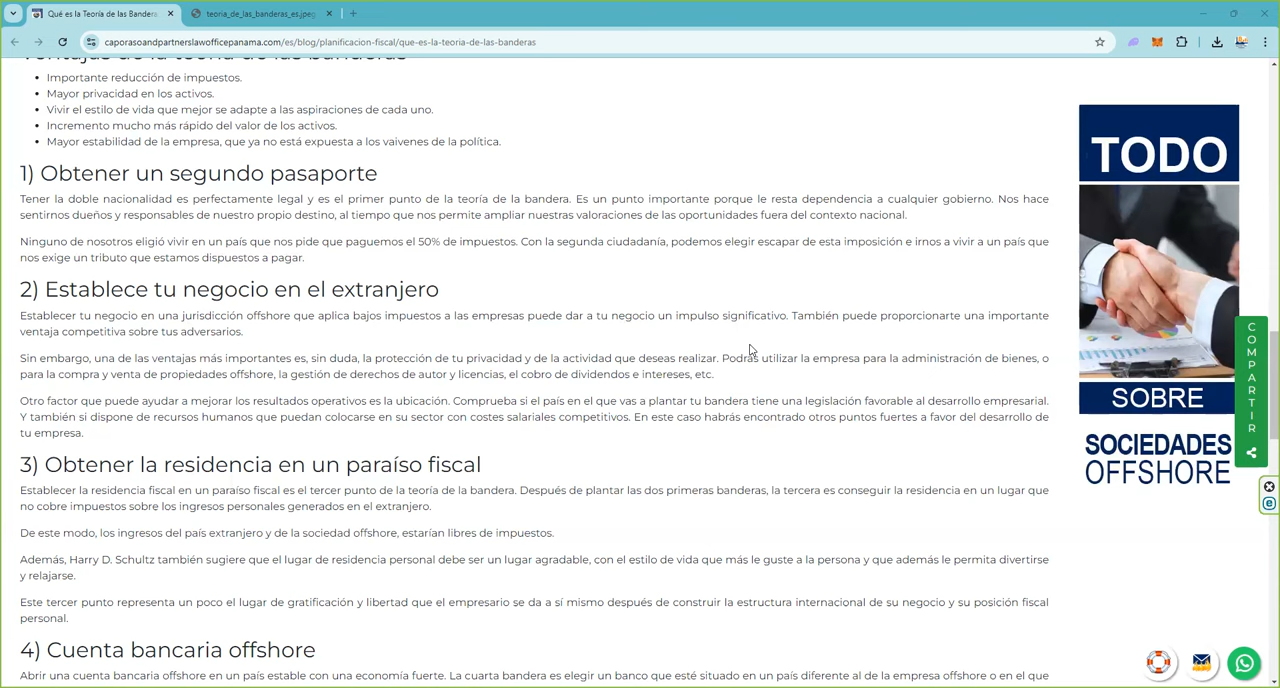 Qué es la Teoría de las Bandera
teoria_de_las_banderas_es.jpeg
caporasoandpartnerslawofficepanama.com/es/blog/planificacion-fiscal/que-es-la-teoria-de-las-banderas
Ventajas de la teoría de las banderas
Importante reducción de impuestos.
Mayor privacidad en los activos.
Vivir el estilo de vida que mejor se adapte a las aspiraciones de cada uno.
Incremento mucho más rápido del valor de los activos.
Mayor estabilidad de la empresa, que ya no está expuesta a los vaivenes de la política.
1) Obtener un segundo pasaporte
Tener la doble nacionalidad es perfectamente legal y es el primer punto de la teoría de la bandera. Es un punto importante porque le resta dependencia a cualquier gobierno. Nos hace
sentirnos dueños y responsables de nuestro propio destino, al tiempo que nos permite ampliar nuestras valoraciones de las oportunidades fuera del contexto nacional.
Ninguno de nosotros eligió vivir en un país que nos pide que paguemos el 50% de impuestos. Con la segunda ciudadanía, podemos elegir escapar de esta imposición e irnos a vivir a un país que
nos exige un tributo que estamos dispuestos a pagar.
2) Establece tu negocio en el extranjero
Establecer tu negocio en una jurisdicción offshore que aplica bajos impuestos a las empresas puede dar a tu negocio un impulso significativo. También puede proporcionarte una importante
ventaja competitiva sobre tus adversarios.
Sin embargo, una de las ventajas más importantes es, sin duda, la protección de tu privacidad y de la actividad que deseas realizar. Podrás utilizar la empresa para la administración de bienes, o
para la compra y venta de propiedades offshore, la gestión de derechos de autor y licencias, el cobro de dividendos e intereses, etc.
Otro factor que puede ayudar a mejorar los resultados operativos es la ubicación. Comprueba si el país en el que vas a plantar tu bandera tiene una legislación favorable al desarrollo empresarial.
Y también si dispone de recursos humanos que puedan colocarse en su sector con costes salariales competitivos. En este caso habrás encontrado otros puntos fuertes a favor del desarrollo de
tu empresa.
3) Obtener la residencia en un paraíso fiscal
Establecer la residencia fiscal en un paraíso fiscal es el tercer punto de la teoría de la bandera. Después de plantar las dos primeras banderas, la tercera es conseguir la residencia en un lugar que
no cobre impuestos sobre los ingresos personales generados en el extranjero.
De este modo, los ingresos del país extranjero y de la sociedad offshore, estarían libres de impuestos.
Además, Harry D. Schultz también sugiere que el lugar de residencia personal debe ser un lugar agradable, con el estilo de vida que más le guste a la persona y que además le permita divertirse
y relajarse.
Este tercer punto representa un poco el lugar de gratificación y libertad que el empresario se da a sí mismo después de construir la estructura internacional de su negocio y su posición fiscal
personal.
4) Cuenta bancaria offshore
Abrir una cuenta bancaria offshore en un país estable con una economía fuerte. La cuarta bandera es elegir un banco que esté situado en un país diferente al de la empresa offshore o en el que
TODO
SOBRE
SOCIEDADES
OFFSHORE
COMPARTIR